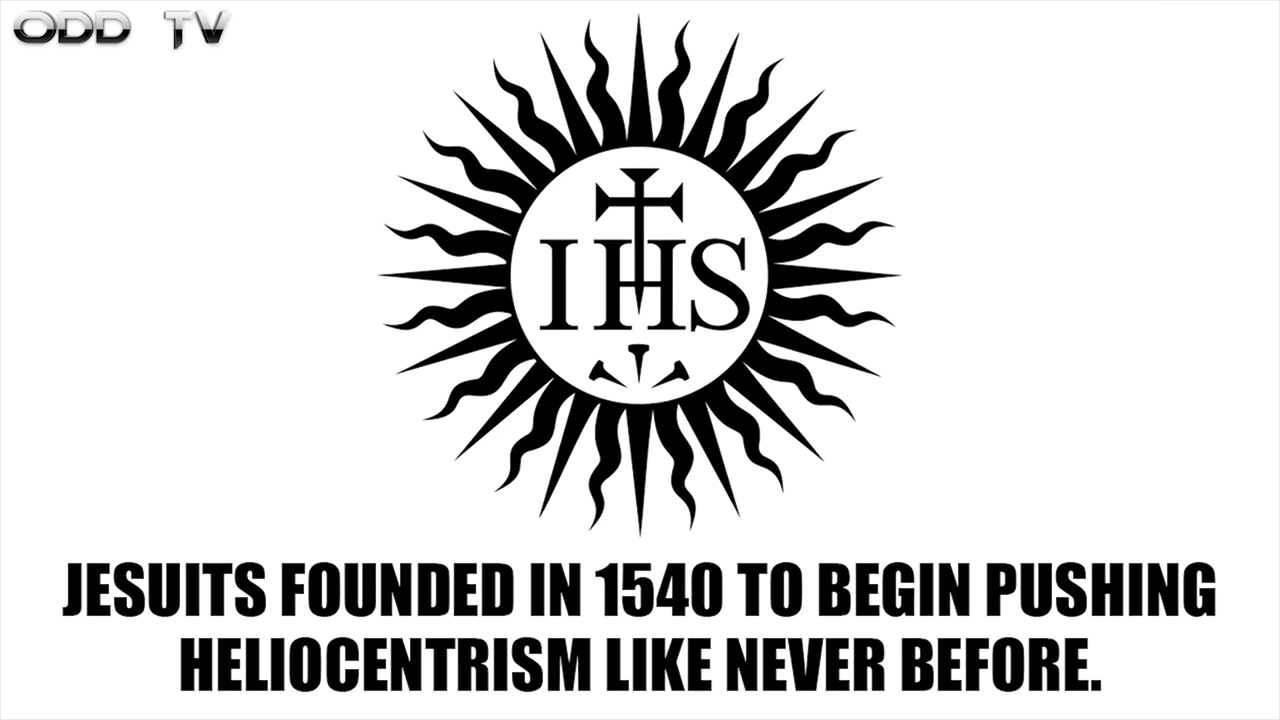 ODD TV
IHS
JESUITS FOUNDED IN 1540 TO BEGIN PUSHING
HELIOCENTRISM LIKE NEVER BEFORE.